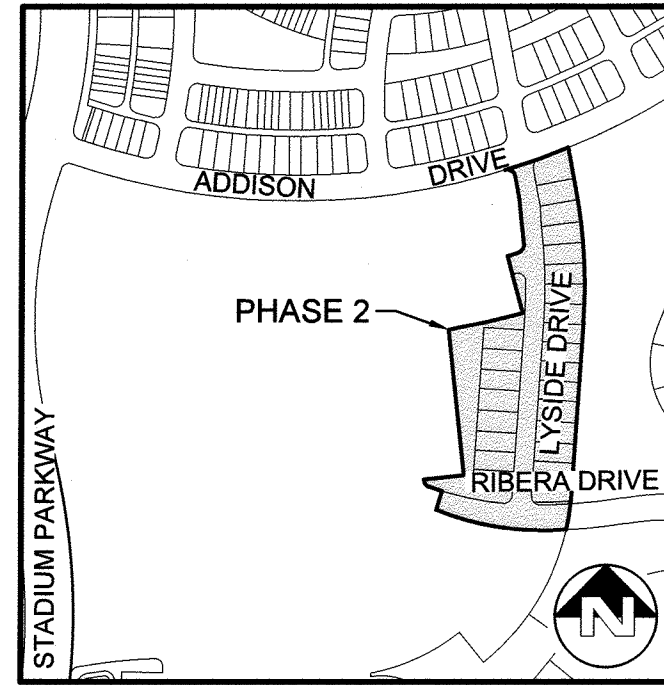 ADDISON DRIVE
PHASE 2
LYSIDE DRIVE
RIBERA DRIVE
STADIUM PARKWAY
N